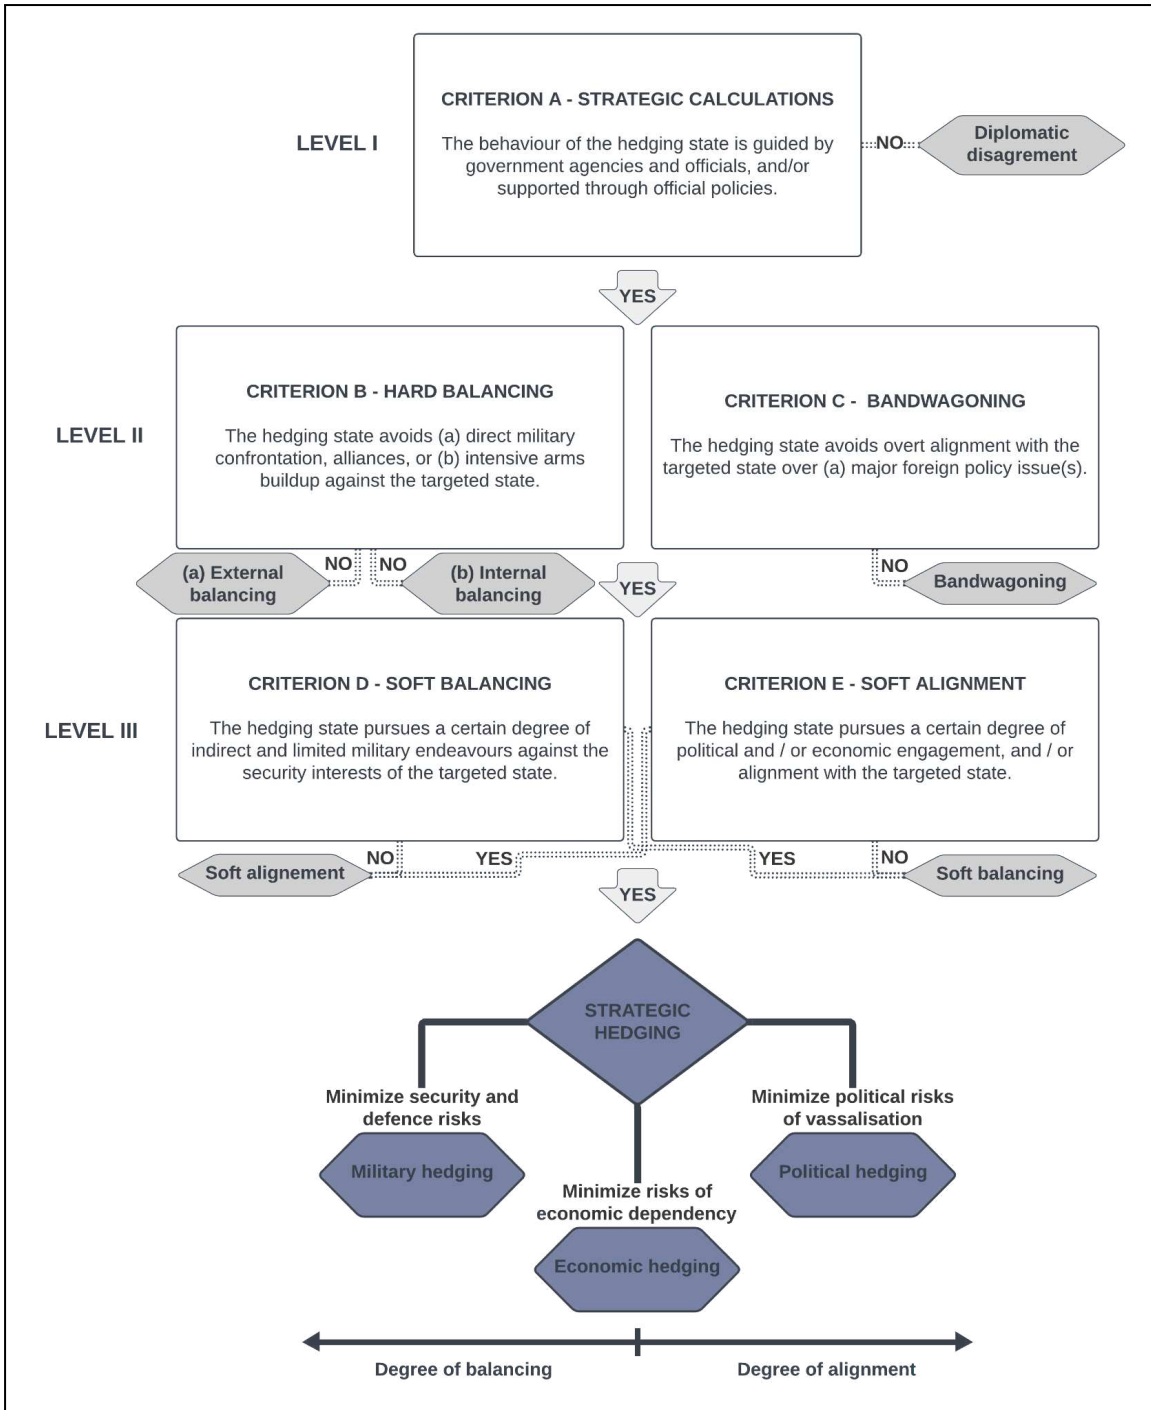 CRITERION A - STRATEGIC CALCULATIONS
LEVEL I
The behaviour of the hedging state is guided by
government agencies and officials, and/or
supported through official policies.
NO
Diplomatic
disagrement
YES
LEVEL II
CRITERION B - HARD BALANCING
The hedging state avoids (a) direct military
confrontation, alliances, or (b) intensive arms
buildup against the targeted state.
CRITERION C - BANDWAGONING
The hedging state avoids overt alignment with the
targeted state over (a) major foreign policy issue(s).
(a) External
balancing
NO
NO
(b) Internal
balancing
YES
NO
Bandwagoning
LEVEL III
CRITERION D - SOFT BALANCING
The hedging state pursues a certain degree of
indirect and limited military endeavours against the
security interests of the targeted state.
CRITERION E - SOFT ALIGNMENT
The hedging state pursues a certain degree of
political and / or economic engagement, and / or
alignment with the targeted state.
Soft alignement
NO
YES
YES
NO
Soft balancing
YES
STRATEGIC
HEDGING
Minimize security and
defence risks
Military hedging
Minimize risks of
economic dependency
Economic hedging
Minimize political risks
of vassalisation
Political hedging
Degree of balancing
Degree of alignment